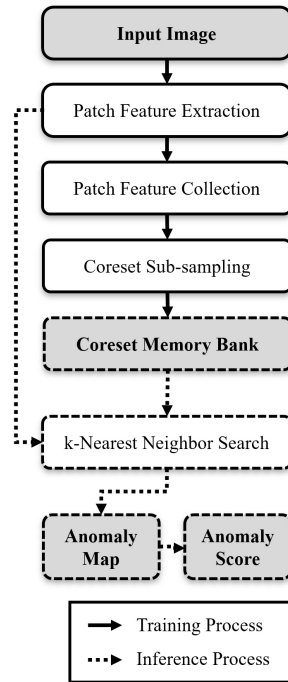 Input Image
Patch Feature Extraction
Patch Feature Collection
Coreset Sub-sampling
Coreset Memory Bank
k-Nearest Neighbor Search
Anomaly
Map
Anomaly
Score
Training Process
Inference Process